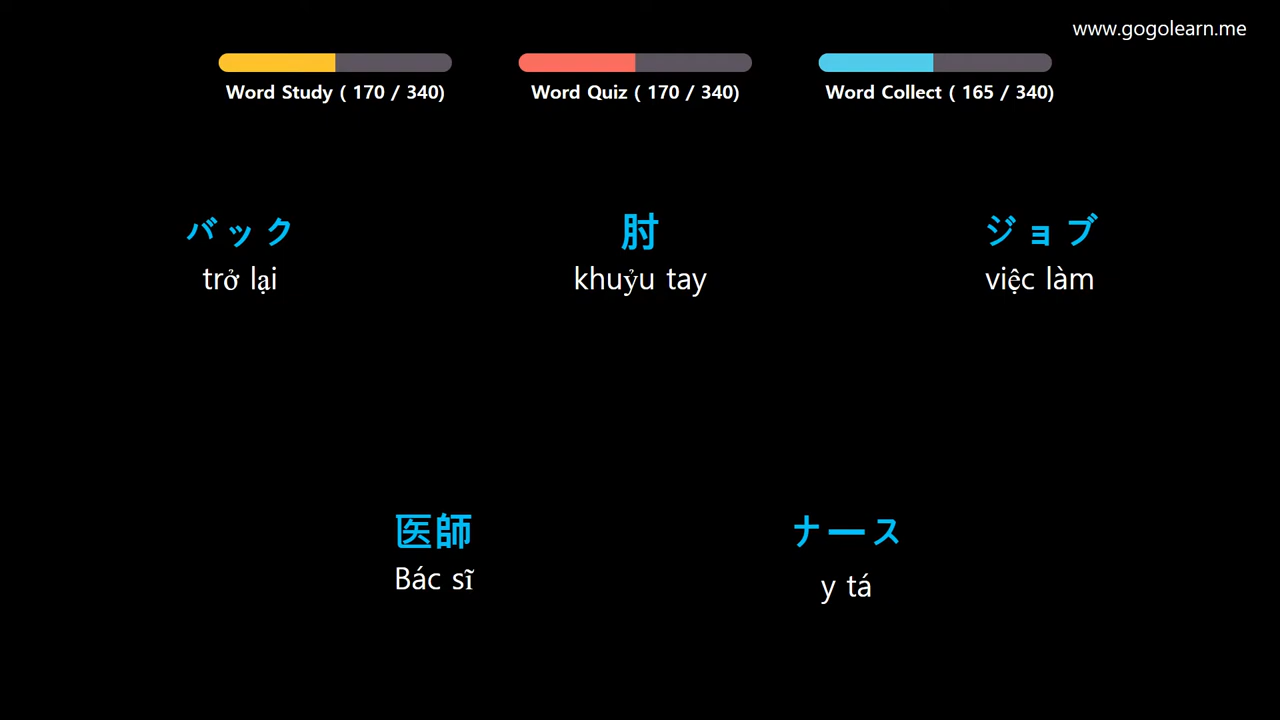 www.gogolearn.me
Word Study ( 170 / 340)
Word Quiz ( 170 / 340)
Word Collect ( 165 / 340)
バック
trở lại
肘
khuỷu tay
ジョブ
việc làm
医師
Bác sĩ
ナース
y tá